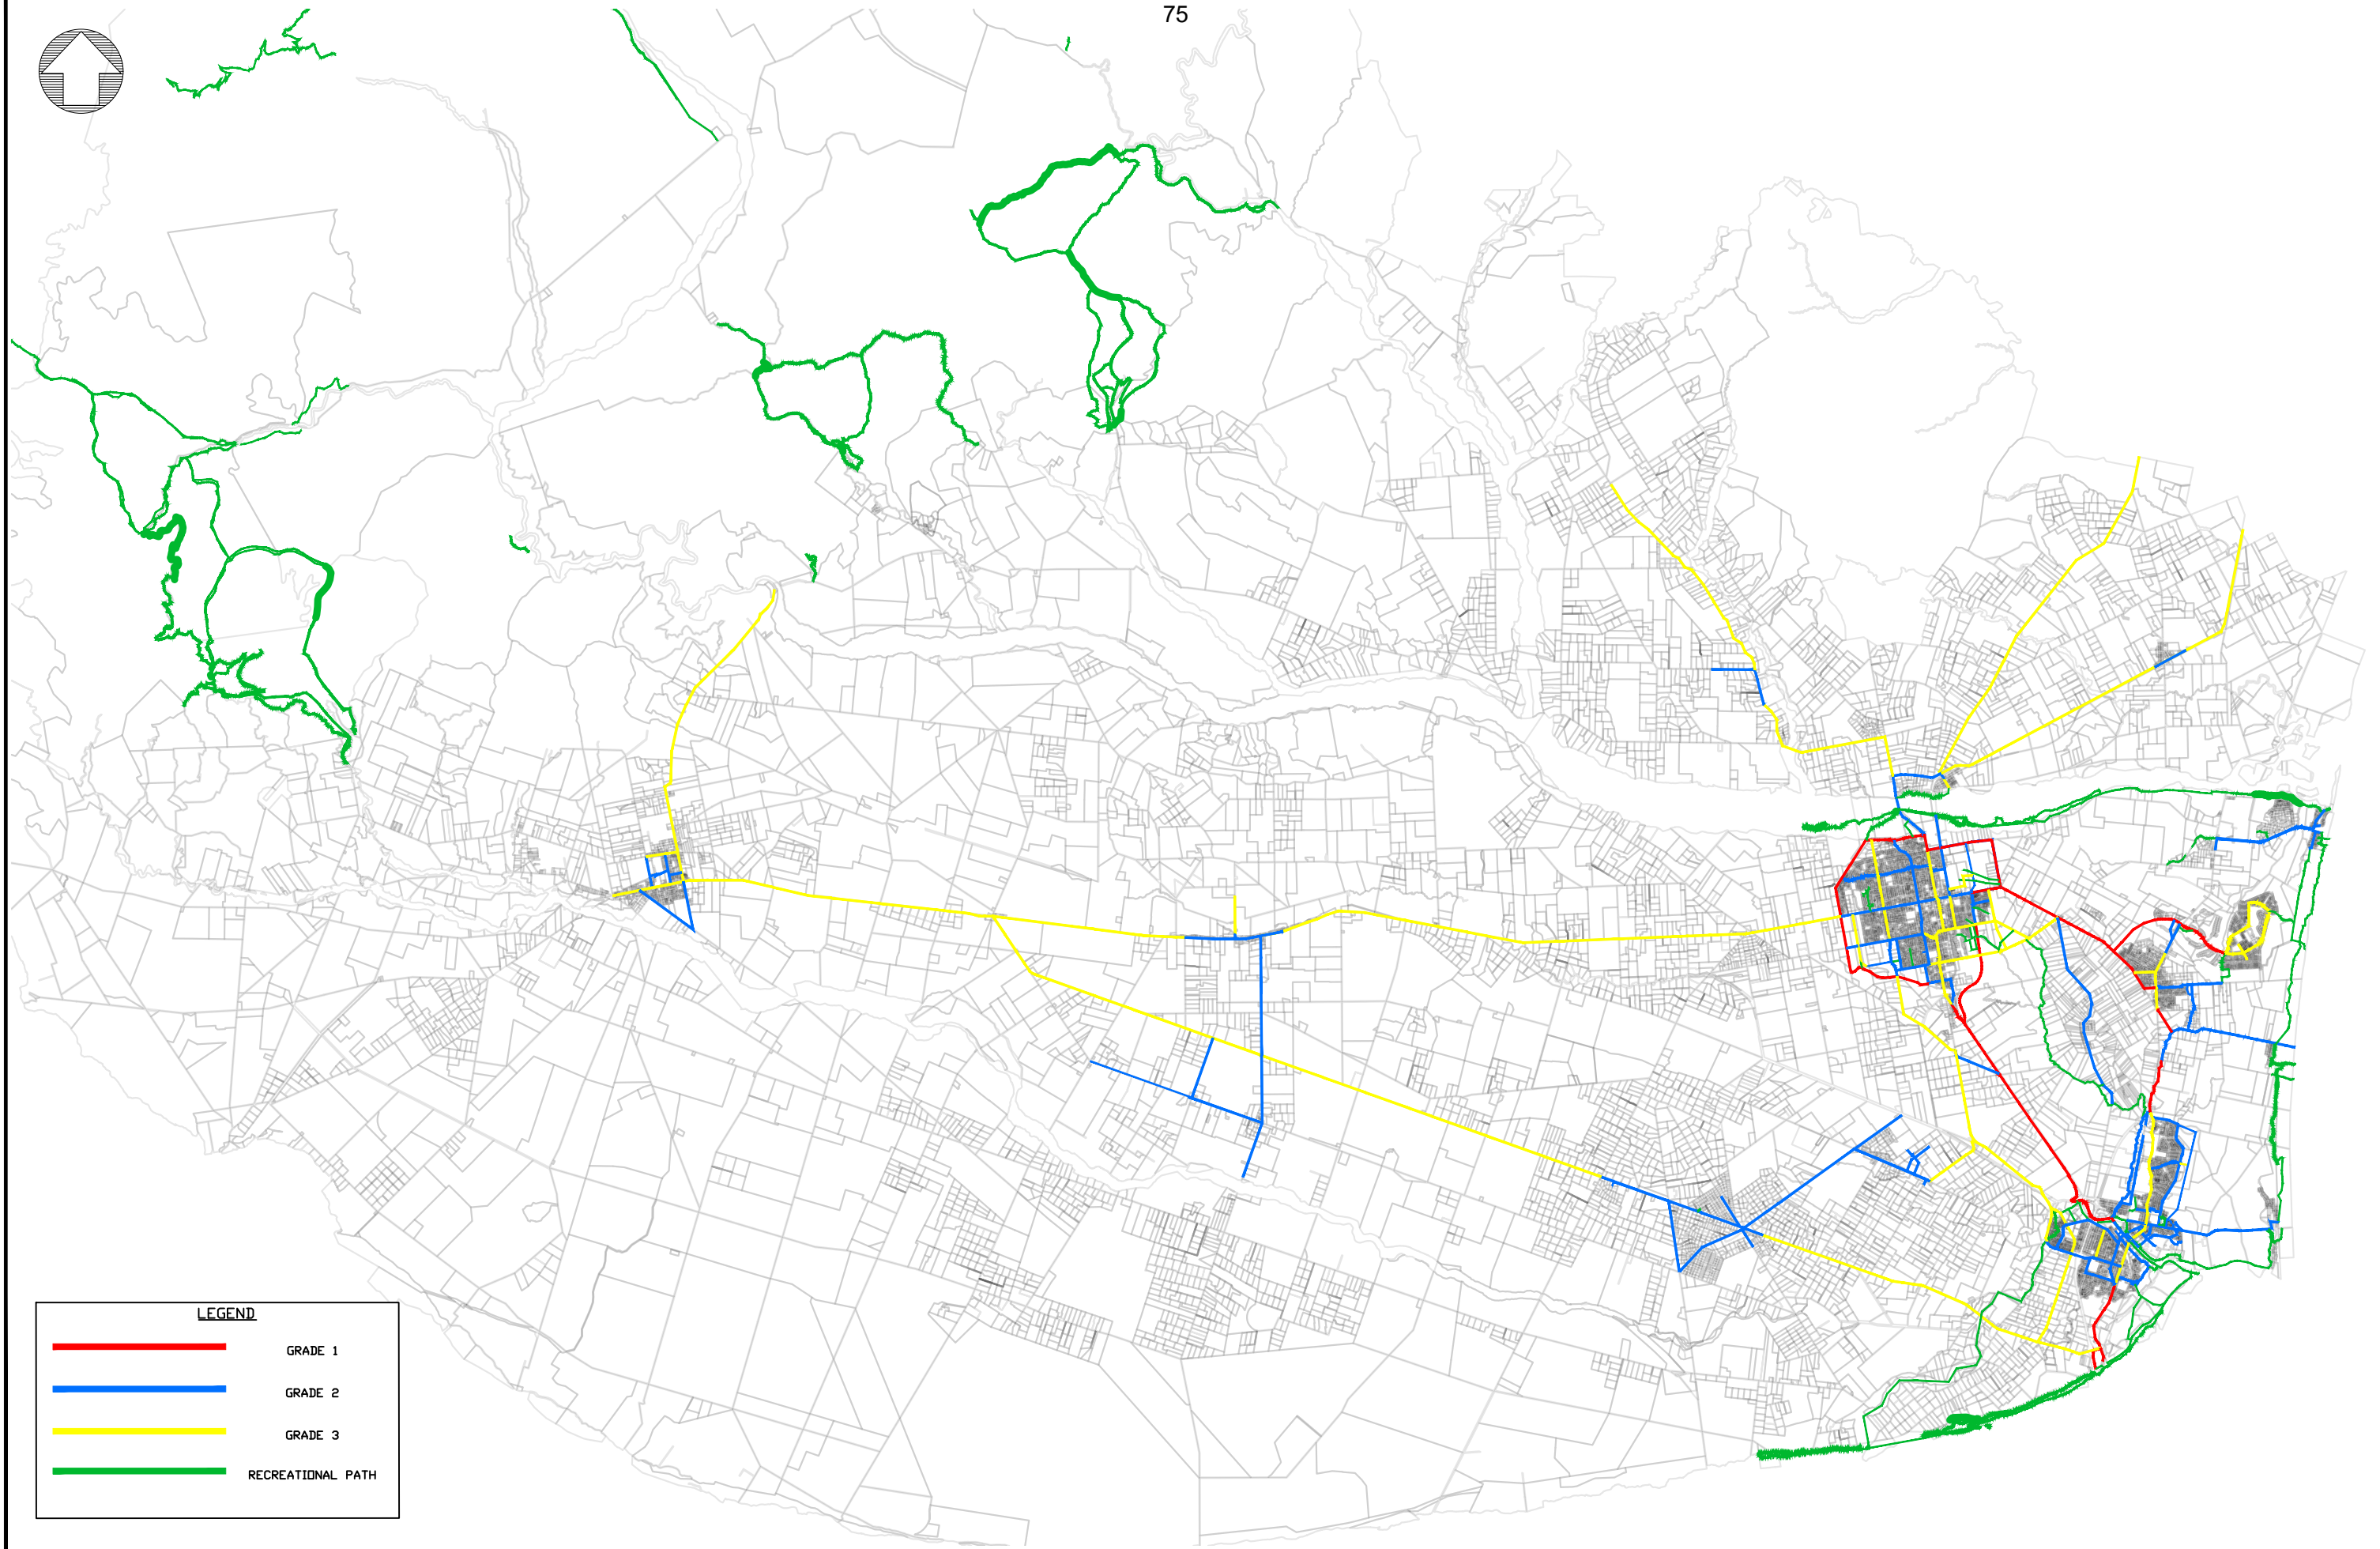 75
LEGEND
GRADE 1
GRADE 2
GRADE 3
RECREATIONAL PATH